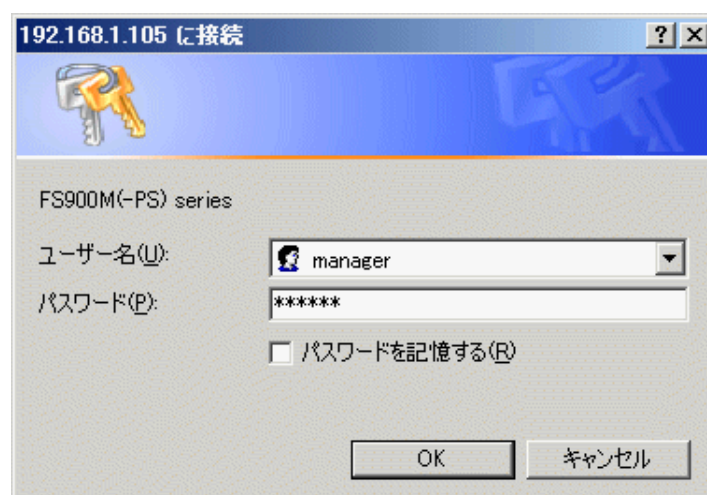 192.168.1.105 に接続
FS900M(-PS) series
ユーザー名(U):
manager
パスワード(P):
******
パスワードを記憶する(R)
OK
キャンセル